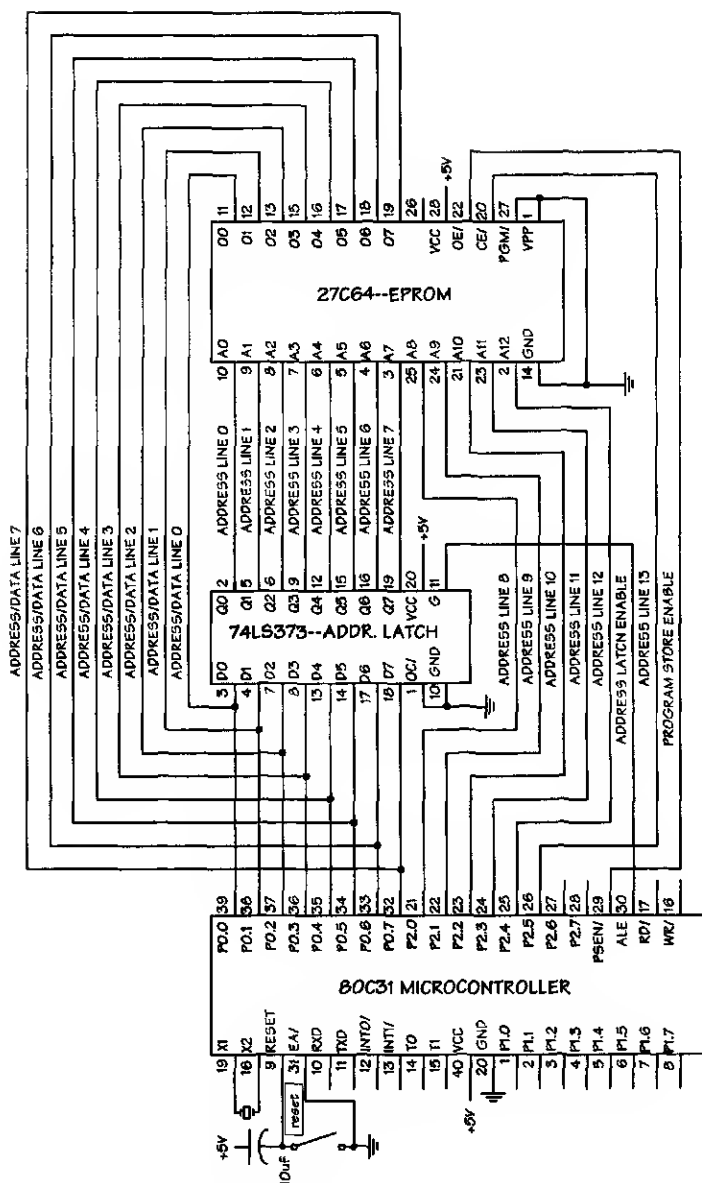 ADDRESS/DATA LINE 7
ADDRESS/DATA LINE 6
ADDRESS/DATA LINE 5
ADDRESS/DATA LINE 4
ADDRESS/DATA LINE 3
ADDRESS/DATA LINE 2
ADDRESS/DATA LINE 1
ADDRESS/DATA LINE 0
27C64--EPROM
11 O0
12 O1
13 O2
15 O3
16 O4
17 O5
18 O6
19 O7
26
28 VCC
+5V
22 OE/
20 CE/
27 PGM/
1 VPP
10 A0
9 A1
8 A2
7 A3
6 A4
5 A5
4 A6
3 A7
25 A8
24 A9
21 A10
23 A11
2 A12
14 GND
ADDRESS LINE 0
ADDRESS LINE 1
ADDRESS LINE 2
ADDRESS LINE 3
ADDRESS LINE 4
ADDRESS LINE 5
ADDRESS LINE 6
ADDRESS LINE 7
74LS373--ADDR. LATCH
Q0 2
Q1 5
Q2 6
Q3 9
Q4 12
Q5 15
Q6 16
Q7 19
VCC 20
+5V
G 11
3 D0
4 D1
7 D2
8 D3
13 D4
14 D5
17 D6
18 D7
1 OC/
10 GND
ADDRESS LINE 8
ADDRESS LINE 9
ADDRESS LINE 10
ADDRESS LINE 11
ADDRESS LINE 12
ADDRESS LATCN ENABLE
ADDRESS LINE 13
PROGRAM STORE ENABLE
80C31 MICROCONTROLLER
P0.0 39
P0.1 38
P0.2 37
P0.3 36
P0.4 35
P0.5 34
P0.6 33
P0.7 32
P2.0 21
P2.1 22
P2.2 23
P2.3 24
P2.4 25
P2.5 26
P2.6 27
P2.7 28
PSEN/ 29
ALE 30
RD/ 17
WR/ 16
19 X1
18 X2
9 RESET
31 EA/
10 RXD
11 TXD
12 INT0/
13 INT1/
14 T0
15 T1
40 VCC
20 GND
1 P1.0
2 P1.1
3 P1.2
4 P1.3
5 P1.4
6 P1.5
7 P1.6
8 P1.7
+5V
+5V
10uf
reset